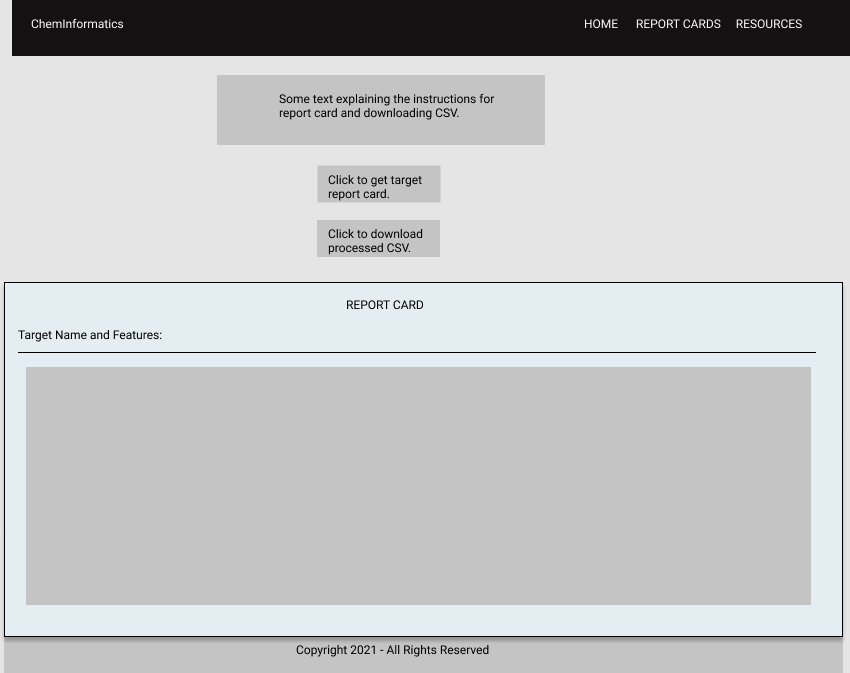 ChemInformatics HOME REPORT CARDS RESOURCES
Some text explaining the instructions for
report card and downloading CSV.
Click to get target
report card.
Click to download
processed CSV.
REPORT CARD
Target Name and Features:
Copyright 2021 - All Rights Reserved